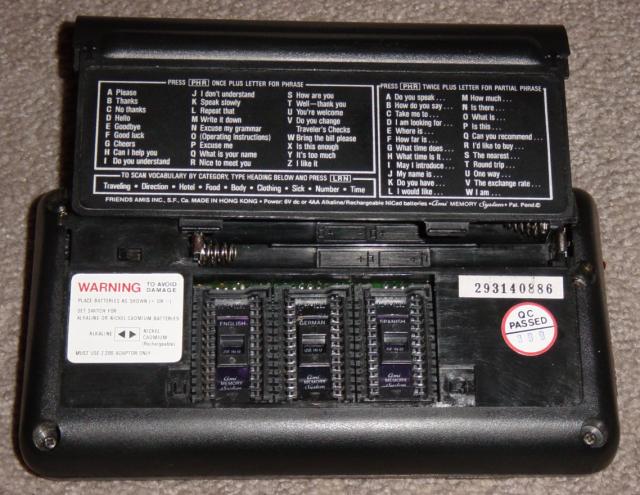 PRESS PHR ONCE PLUS LETTER FOR PHRASE
A Please
B Thanks
C No thanks
D Hello
E Goodbye
F Good luck
G Cheers
H Can I help you
I Do you understand
J I don't understand
K Speak slowly
L Repeat that
M Write it down
N Excuse my grammar
O (Operating instructions)
P Excuse me
Q What is your name
R Nice to meet you
S How are you
T Well—thank you
U You're welcome
V Do you change
Traveler's Checks
W Bring the bill please
X Is this enough
Y It's too much
Z I like it
TO SCAN VOCABULARY BY CATEGORY, TYPE HEADING BELOW AND PRESS LRN
Traveling • Direction • Hotel • Food • Body • Clothing • Sick • Number • Time
PRESS PHR TWICE PLUS LETTER FOR PARTIAL PHRASE
A Do you speak...
B How do you say...
C Take me to...
D I am looking for...
E Where is...
F How far is...
G What time does...
H What time is it...
I May I introduce...
J My name is...
K Do you have...
L I would like...
M How much...
N Is there...
O What is...
P Is this...
Q Can you recommend...
R I'd like to buy...
S The nearest...
T Round trip...
U One way...
V The exchange rate...
W I am...
FRIENDS AMIS INC., S.F., Ca. MADE IN HONG KONG • Power: 6V dc or 4AA Alkaline/Rechargeable NiCad batteries • ami MEMORY System • Pat. Pend.©
WARNING TO AVOID DAMAGE
PLACE BATTERIES AS SHOWN (+ OR -)
SET SWITCH FOR
ALKALINE OR NICKEL CADMIUM BATTERIES
ALKALINE ◀▶ NICKEL CADMIUM (Rechargeable)
MUST USE ADAPTOR ONLY
ENGLISH
ami
MEMORY
System
GERMAN
ami
MEMORY
System
SPANISH
ami
MEMORY
System
293140886
QC
PASSED